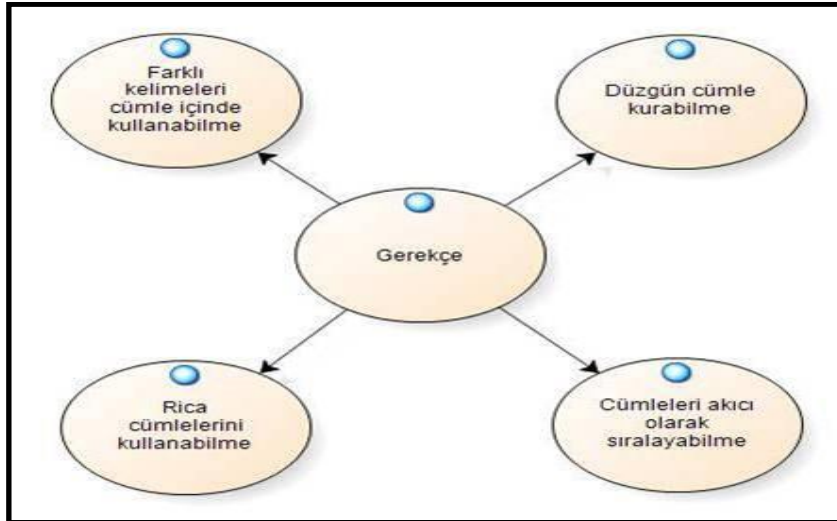 Farklı
kelimeleri
cümle içinde
kullanabilme
Düzgün cümle
kurabilme
Gerekçe
Rica
cümlelerini
kullanabilme
Cümleleri akıcı
olarak
sıralayabilme